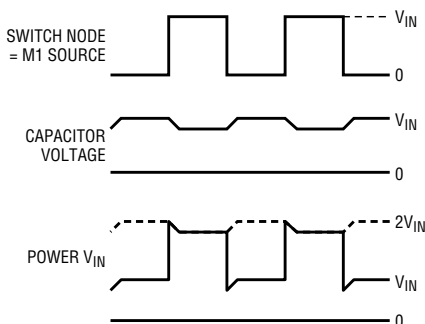 SWITCH NODE
= M1 SOURCE
V_IN
0
CAPACITOR
VOLTAGE
V_IN
0
POWER V_IN
2V_IN
V_IN
0